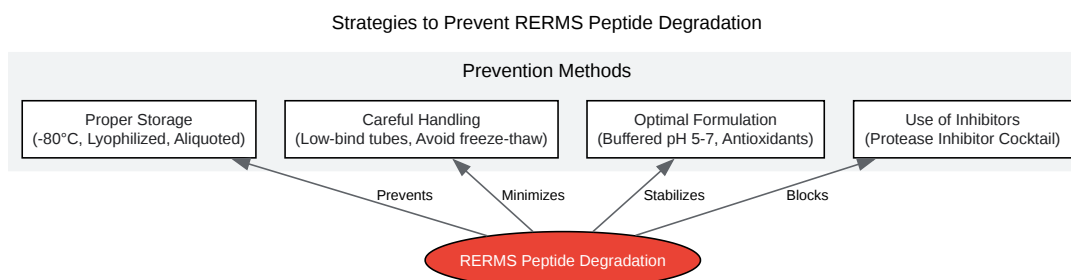 Strategies to Prevent RERMS Peptide Degradation
Prevention Methods
Proper Storage
(-80°C, Lyophilized, Aliquoted)
Careful Handling
(Low-bind tubes, Avoid freeze-thaw)
Optimal Formulation
(Buffered pH 5-7, Antioxidants)
Use of Inhibitors
(Protease Inhibitor Cocktail)
Prevents
Minimizes
Stabilizes
Blocks
RERMS Peptide Degradation